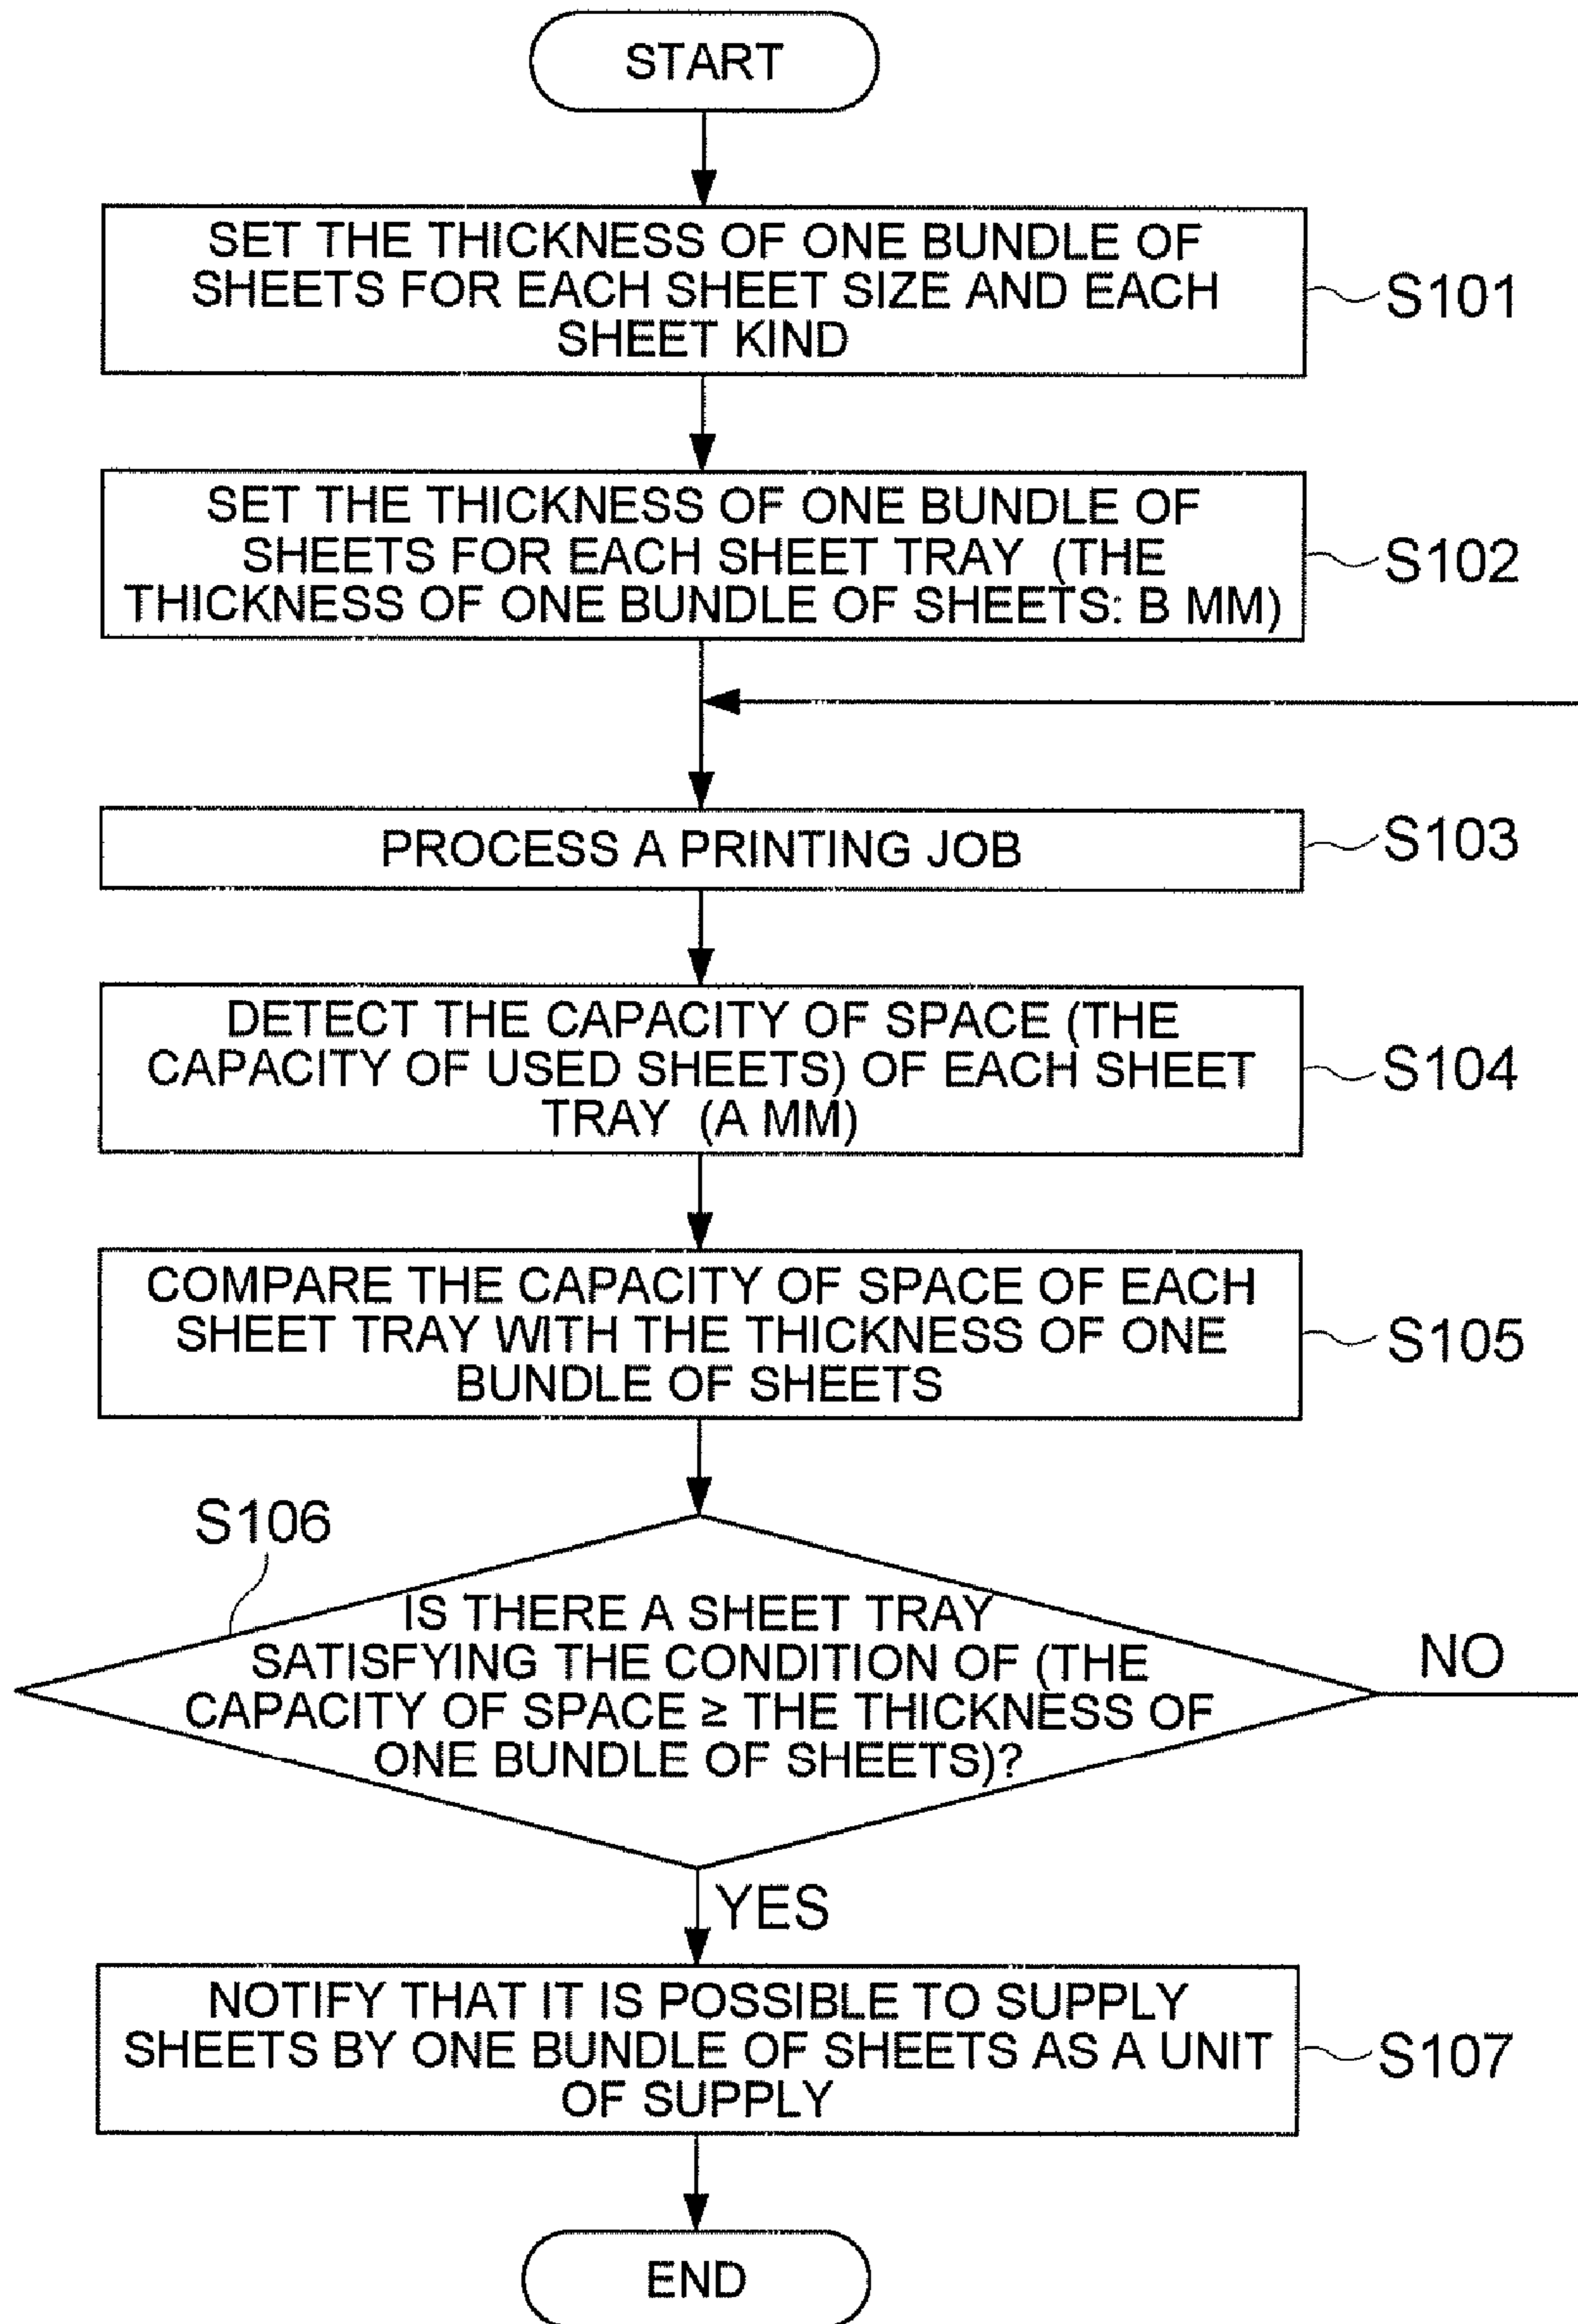 START
SET THE THICKNESS OF ONE BUNDLE OF
SHEETS FOR EACH SHEET SIZE AND EACH
SHEET KIND
S101
SET THE THICKNESS OF ONE BUNDLE OF
SHEETS FOR EACH SHEET TRAY (THE
THICKNESS OF ONE BUNDLE OF SHEETS: B MM)
S102
PROCESS A PRINTING JOB
S103
DETECT THE CAPACITY OF SPACE (THE
CAPACITY OF USED SHEETS) OF EACH SHEET
TRAY (A MM)
S104
COMPARE THE CAPACITY OF SPACE OF EACH
SHEET TRAY WITH THE THICKNESS OF ONE
BUNDLE OF SHEETS
S105
S106
IS THERE A SHEET TRAY
SATISFYING THE CONDITION OF (THE
CAPACITY OF SPACE ≥ THE THICKNESS OF
ONE BUNDLE OF SHEETS)?
NO
YES
NOTIFY THAT IT IS POSSIBLE TO SUPPLY
SHEETS BY ONE BUNDLE OF SHEETS AS A UNIT
OF SUPPLY
S107
END